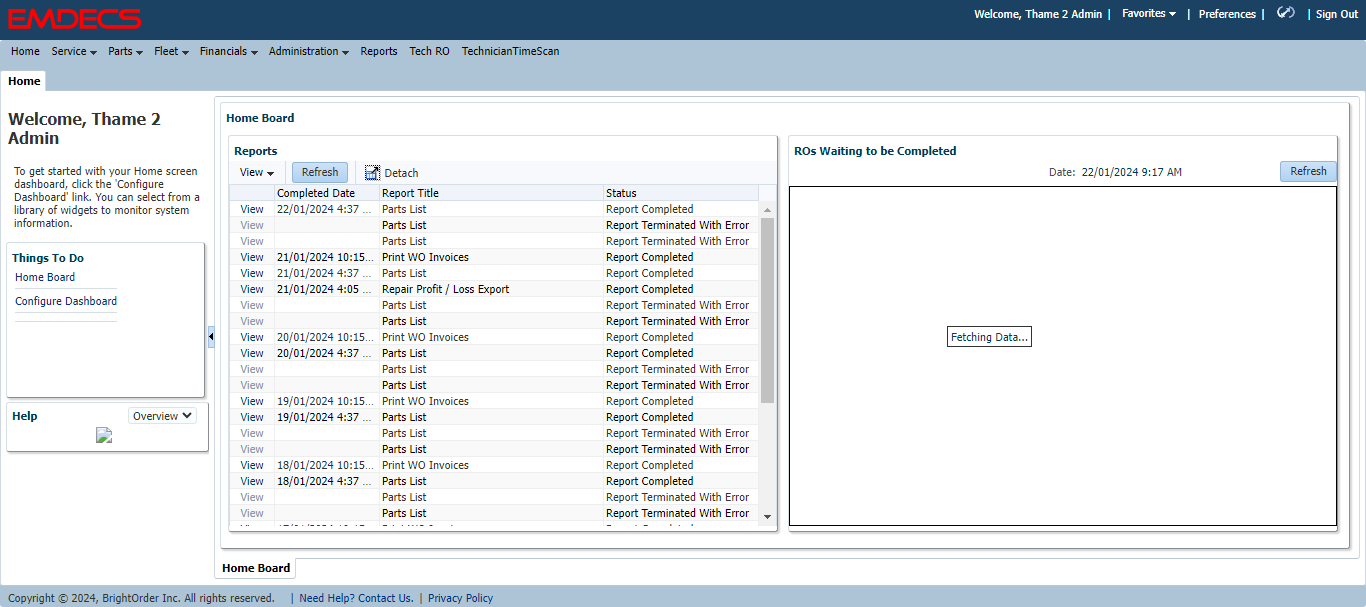 EMDECS
Welcome, Thame 2 Admin | Favorites | Preferences | | Sign Out
Home Service Parts Fleet Financials Administration Reports Tech RO TechnicianTimeScan
Home
Welcome, Thame 2
Admin
To get started with your Home screen
dashboard, click the 'Configure
Dashboard' link. You can select from a
library of widgets to monitor system
information.
Things To Do
Home Board
Configure Dashboard
Help Overview
Home Board
Reports
View Refresh Detach
Completed Date Report Title Status
View 22/01/2024 4:37 ... Parts List Report Completed
View Parts List Report Terminated With Error
View Parts List Report Terminated With Error
View 21/01/2024 10:15... Print WO Invoices Report Completed
View 21/01/2024 4:37 ... Parts List Report Completed
View 21/01/2024 4:05 ... Repair Profit / Loss Export Report Completed
View Parts List Report Terminated With Error
View Parts List Report Terminated With Error
View 20/01/2024 10:15... Print WO Invoices Report Completed
View 20/01/2024 4:37 ... Parts List Report Completed
View Parts List Report Terminated With Error
View Parts List Report Terminated With Error
View 19/01/2024 10:15... Print WO Invoices Report Completed
View 19/01/2024 4:37 ... Parts List Report Completed
View Parts List Report Terminated With Error
View Parts List Report Terminated With Error
View 18/01/2024 10:15... Print WO Invoices Report Completed
View 18/01/2024 4:37 ... Parts List Report Completed
View Parts List Report Terminated With Error
View Parts List Report Terminated With Error
ROs Waiting to be Completed
Date: 22/01/2024 9:17 AM Refresh
Fetching Data...
Home Board
Copyright © 2024, BrightOrder Inc. All rights reserved. | Need Help? Contact Us. | Privacy Policy